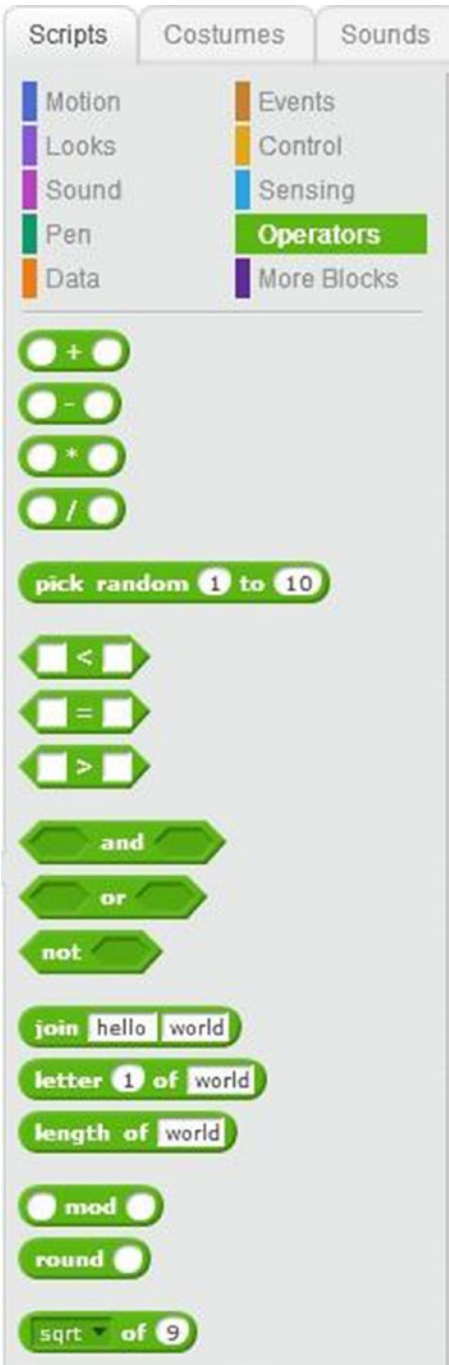 Scripts Costumes Sounds
Motion Events
Looks Control
Sound Sensing
Pen Operators
Data More Blocks
+
-
*
/
pick random 1 to 10
<
=
>
and
or
not
join hello world
letter 1 of world
length of world
mod
round
sqrt of 9